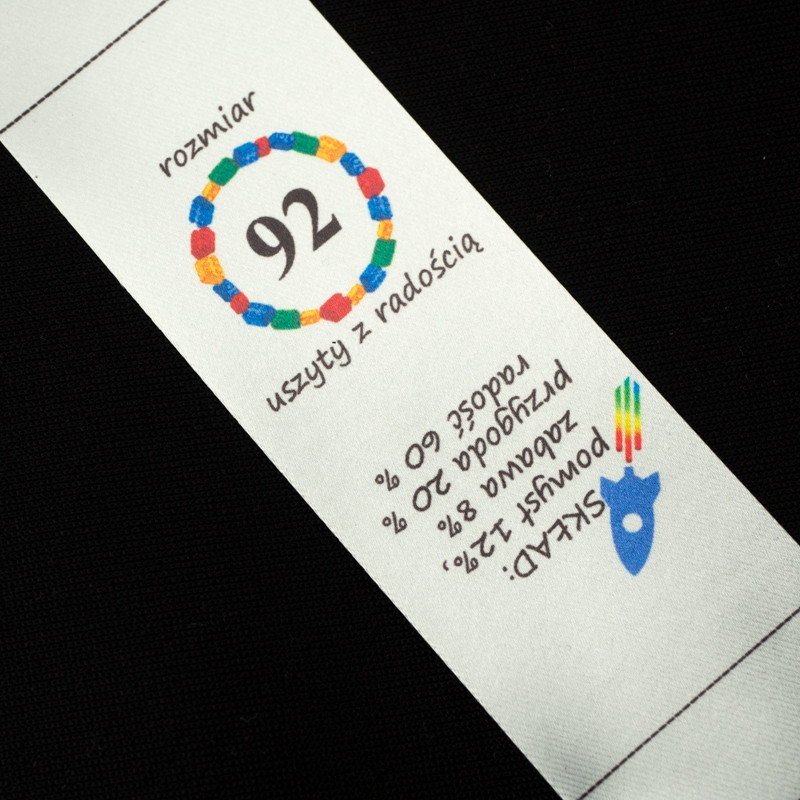 rozmiar
92
uszyty z radością
SKŁAD:
pomysł 12%,
zabawa 8%
przygoda 20 %
radość 60 %